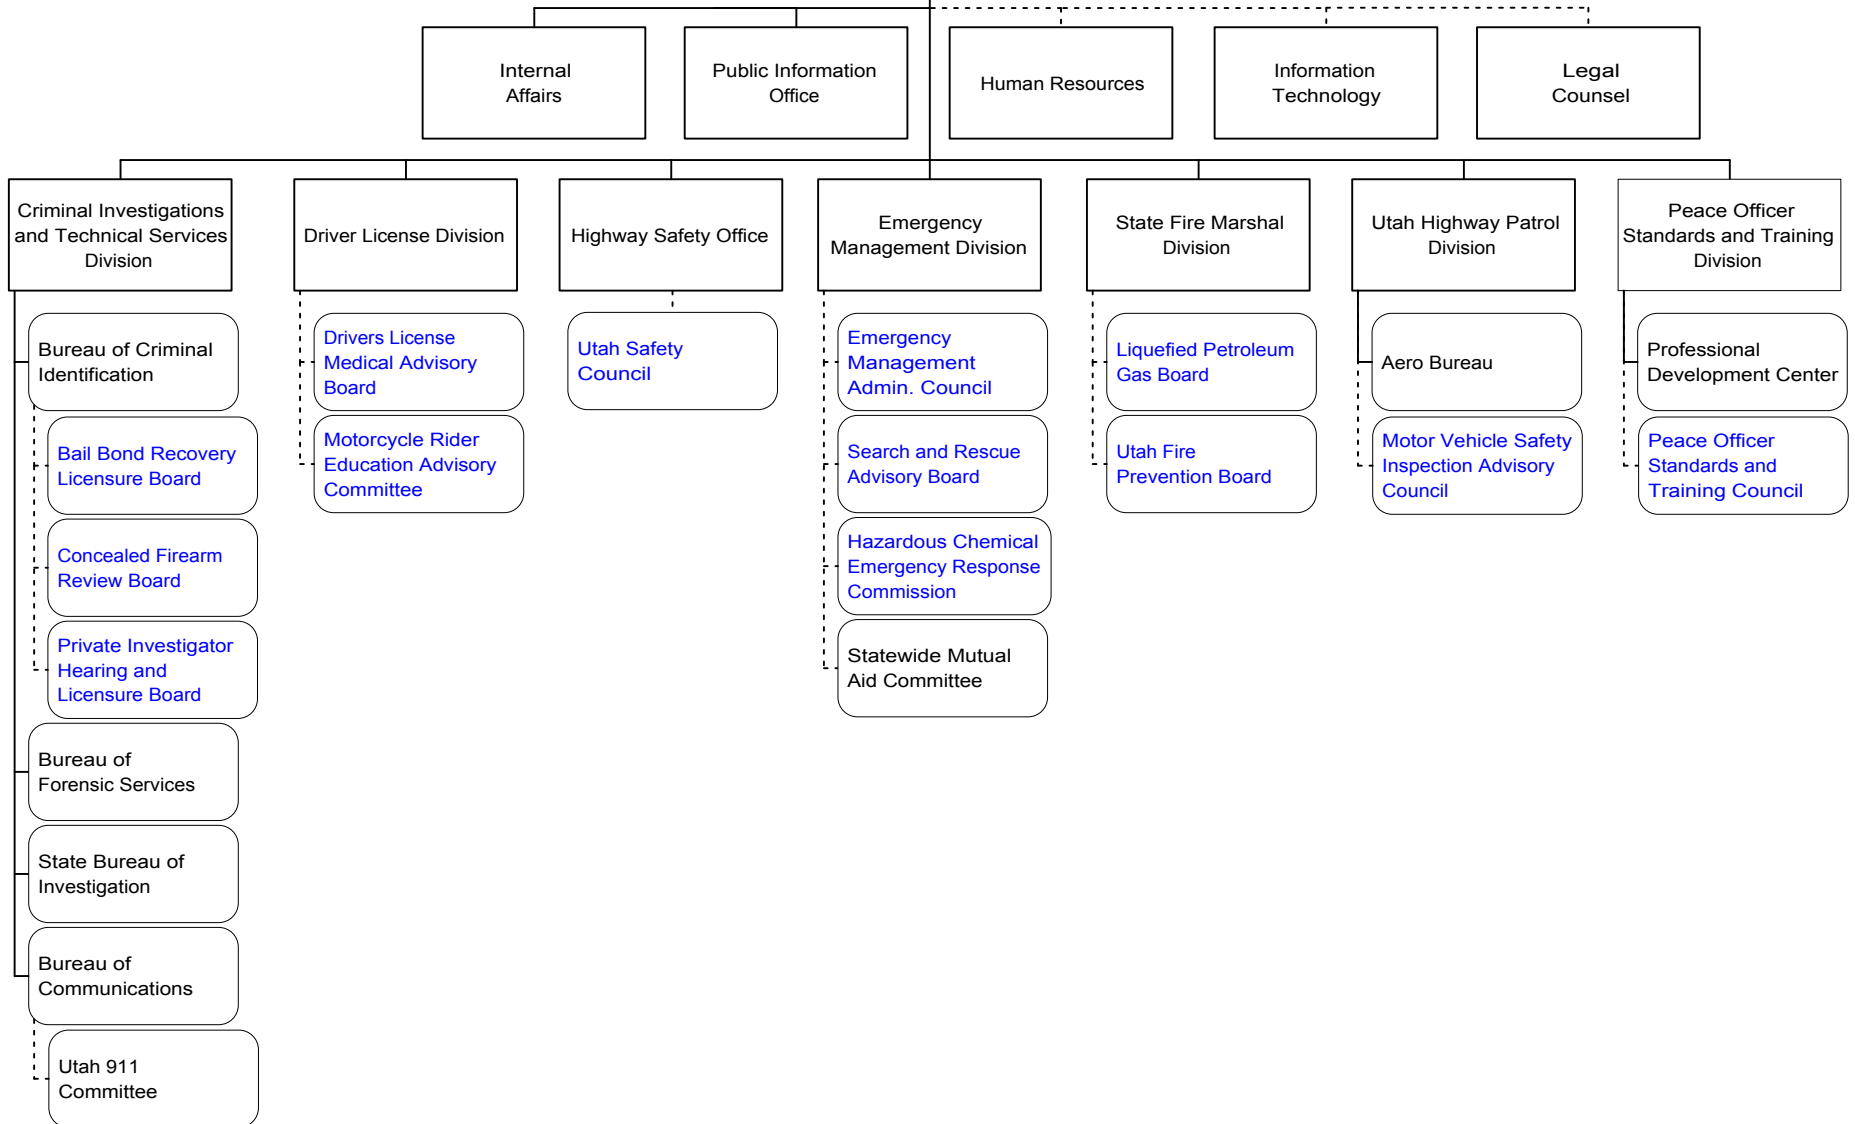 Internal
Affairs
Public Information
Office
Human Resources
Information
Technology
Legal
Counsel
Criminal Investigations
and Technical Services
Division
Driver License Division
Highway Safety Office
Emergency
Management Division
State Fire Marshal
Division
Utah Highway Patrol
Division
Peace Officer
Standards and Training
Division
Bureau of Criminal
Identification
Bail Bond Recovery
Licensure Board
Concealed Firearm
Review Board
Private Investigator
Hearing and
Licensure Board
Bureau of
Forensic Services
State Bureau of
Investigation
Bureau of
Communications
Utah 911
Committee
Drivers License
Medical Advisory
Board
Motorcycle Rider
Education Advisory
Committee
Utah Safety
Council
Emergency
Management
Admin. Council
Search and Rescue
Advisory Board
Hazardous Chemical
Emergency Response
Commission
Statewide Mutual
Aid Committee
Liquefied Petroleum
Gas Board
Utah Fire
Prevention Board
Aero Bureau
Motor Vehicle Safety
Inspection Advisory
Council
Professional
Development Center
Peace Officer
Standards and
Training Council